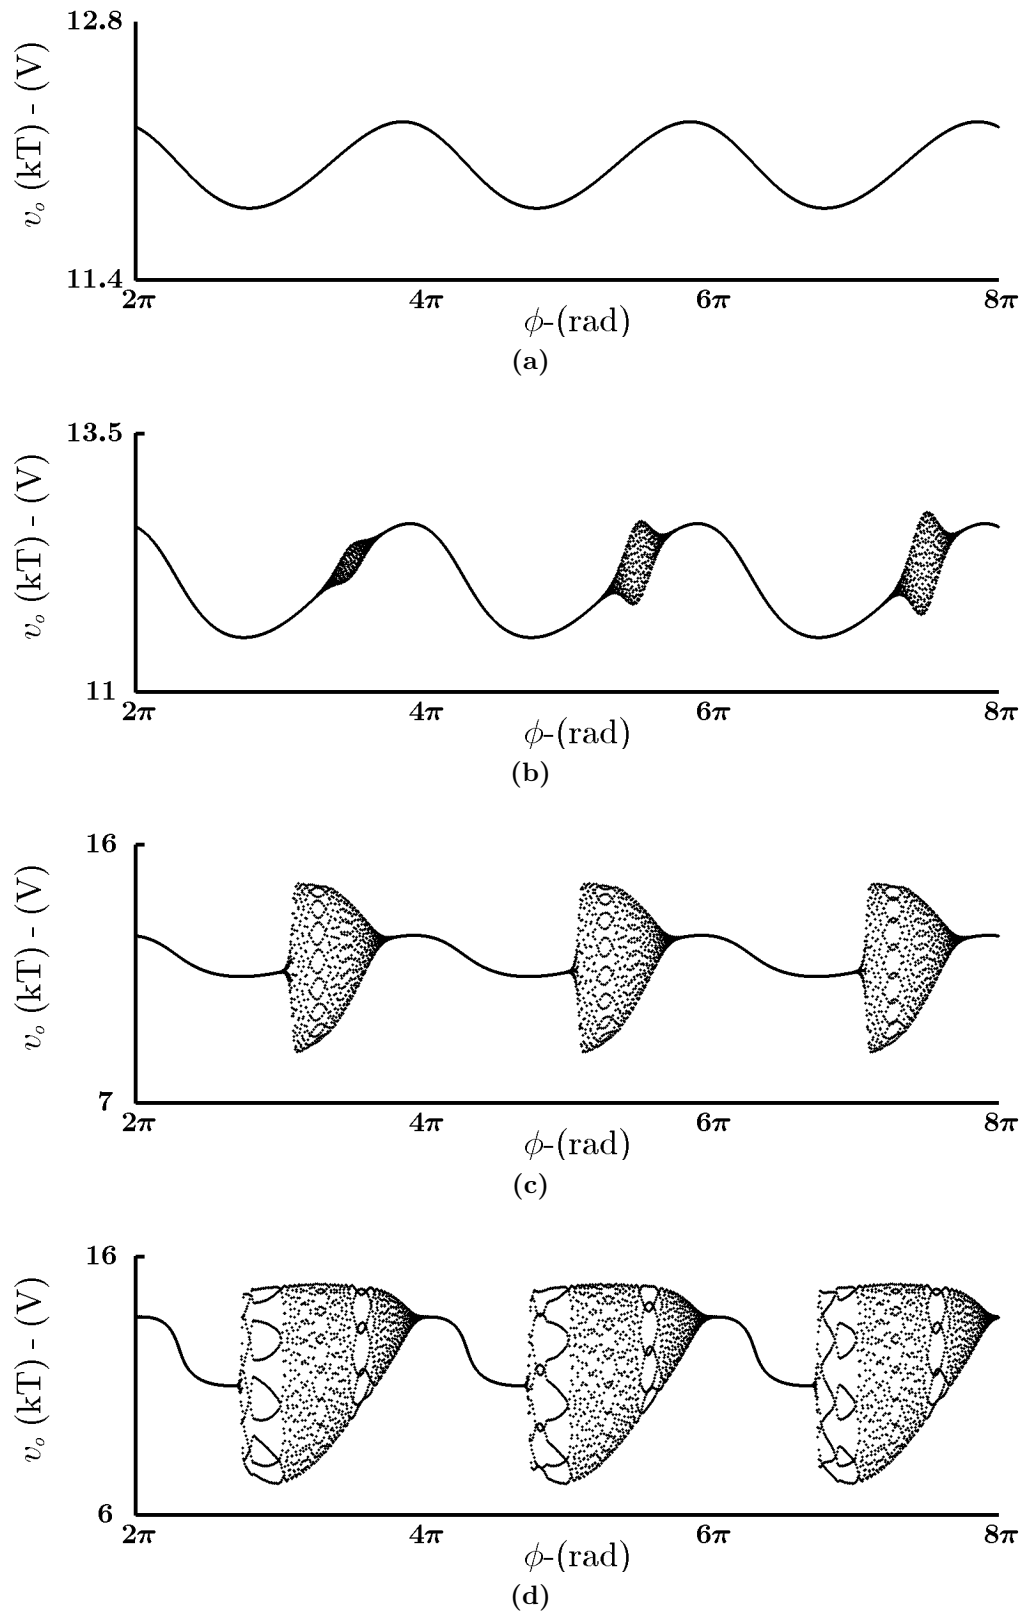 12.8
v_o (kT) - (V)
11.4
2π 4π 6π 8π
ϕ-(rad)
(a)
13.5
v_o (kT) - (V)
11
2π 4π 6π 8π
ϕ-(rad)
(b)
16
v_o (kT) - (V)
7
2π 4π 6π 8π
ϕ-(rad)
(c)
16
v_o (kT) - (V)
6
2π 4π 6π 8π
ϕ-(rad)
(d)